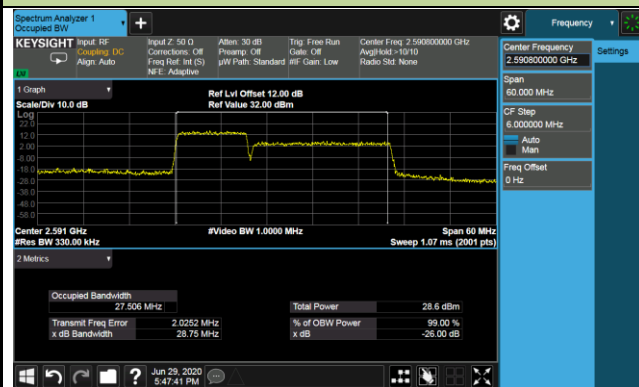 Spectrum Analyzer 1
Occupied BW
Frequency
KEYSIGHT
Input: RF
Coupling: DC
Align: Auto
Input Z: 50 Ω
Corrections: Off
Freq Ref: Int (S)
NFE: Adaptive
Atten: 30 dB
Preamp: Off
µW Path: Standard
Trig: Free Run
Gate: Off
#IF Gain: Low
Center Freq: 2.590800000 GHz
Avg|Hold:>10/10
Radio Std: None
Center Frequency
2.590800000 GHz
Settings
Span
60.000 MHz
CF Step
6.000000 MHz
Auto
Man
Freq Offset
0 Hz
1 Graph
Scale/Div 10.0 dB
Ref Lvl Offset 12.00 dB
Ref Value 32.00 dBm
Log
22.0
12.0
2.00
-8.00
-18.0
-28.0
-38.0
-48.0
-58.0
Center 2.591 GHz
#Res BW 330.00 kHz
#Video BW 1.0000 MHz
Span 60 MHz
Sweep 1.07 ms (2001 pts)
2 Metrics
Occupied Bandwidth
27.506 MHz
Total Power 28.6 dBm
Transmit Freq Error 2.0252 MHz
% of OBW Power 99.00 %
x dB Bandwidth 28.75 MHz
x dB -26.00 dB
Jun 29, 2020
5:47:41 PM